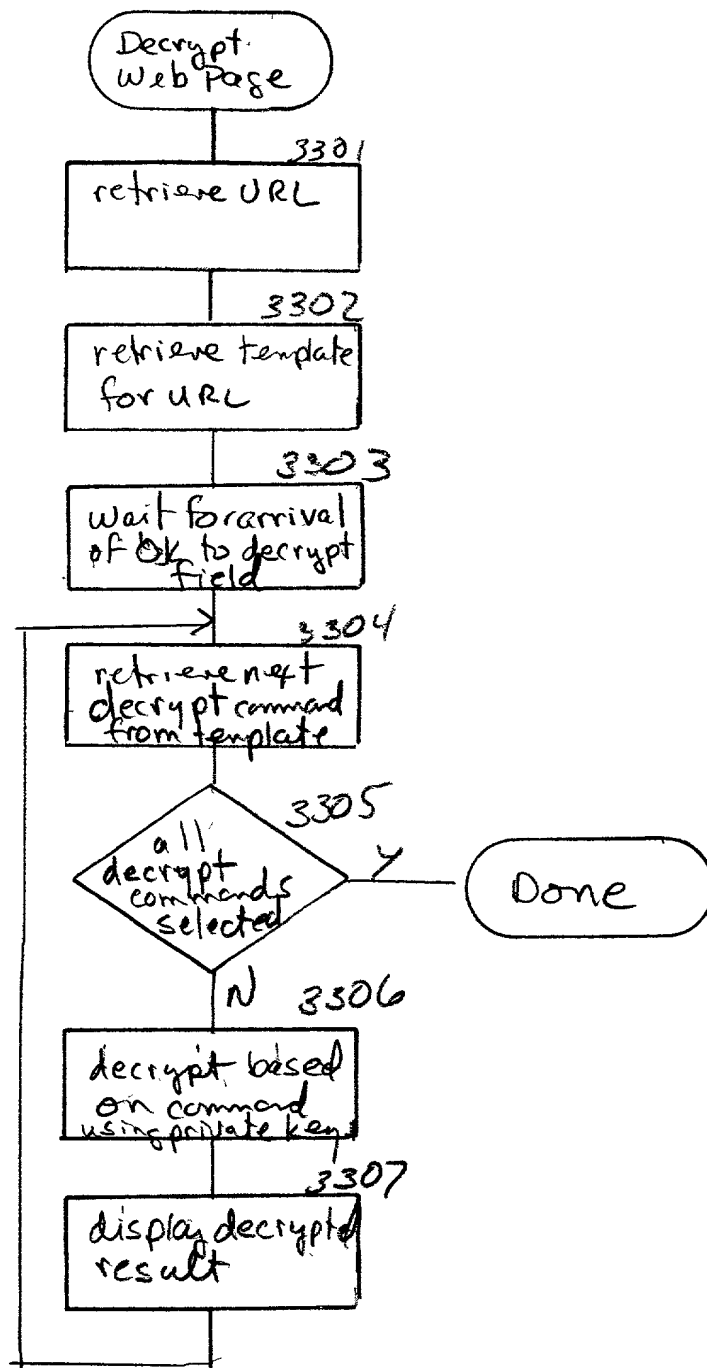 Decrypt
Web Page
3301
retrieve URL
3302
retrieve template
for URL
3303
wait for arrival
of OK to decrypt
field
3304
retrieve next
decrypt command
from template
3305
all
decrypt
commands
selected
Y
Done
N
3306
decrypt based
on command
using private key
3307
display decrypted
result